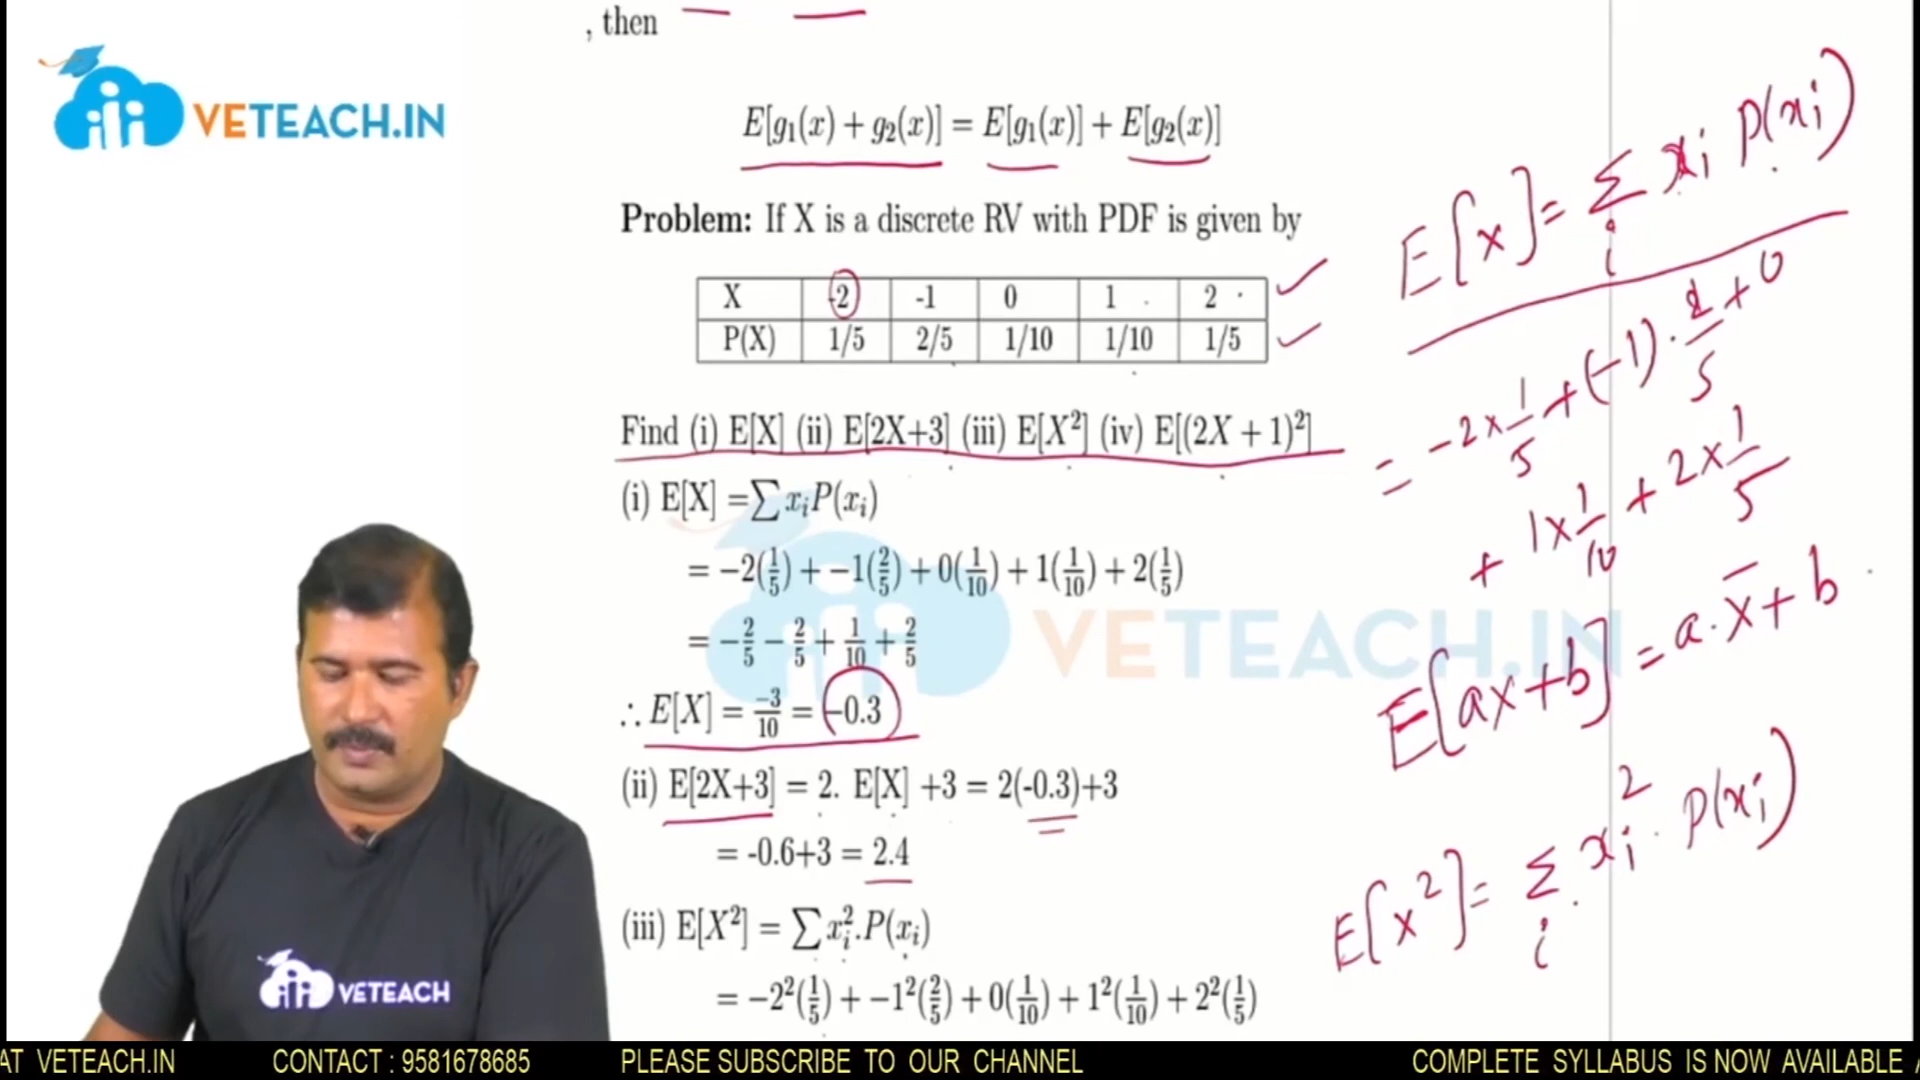 , then
VETEACH.IN
E[g₁(x) + g₂(x)] = E[g₁(x)] + E[g₂(x)]
Problem: If X is a discrete RV with PDF is given by
X -2 -1 0 1 2
P(X) 1/5 2/5 1/10 1/10 1/5
Find (i) E[X] (ii) E[2X+3] (iii) E[X²] (iv) E[(2X + 1)²]
(i) E[X] =∑ xᵢP(xᵢ)
= −2(1/5) + −1(2/5) + 0(1/10) + 1(1/10) + 2(1/5)
= −2/5 − 2/5 + 1/10 + 2/5
∴ E[X] = −3/10 = −0.3
(ii) E[2X+3] = 2. E[X] +3 = 2(-0.3)+3
= -0.6+3 = 2.4
(iii) E[X²] = ∑ xᵢ².P(xᵢ)
= −2²(1/5) + −1²(2/5) + 0(1/10) + 1²(1/10) + 2²(1/5)
E[x] = Σᵢ xᵢ P(xᵢ)
= −2×1/5 + (−1)·2/5 + 0
+ 1×1/10 + 2×1/5
E[ax+b] = a.x̄ + b
E[x²] = Σᵢ xᵢ². P(xᵢ)
VETEACH.IN
VETEACH
AT VETEACH.IN CONTACT : 9581678685 PLEASE SUBSCRIBE TO OUR CHANNEL COMPLETE SYLLABUS IS NOW AVAILABLE